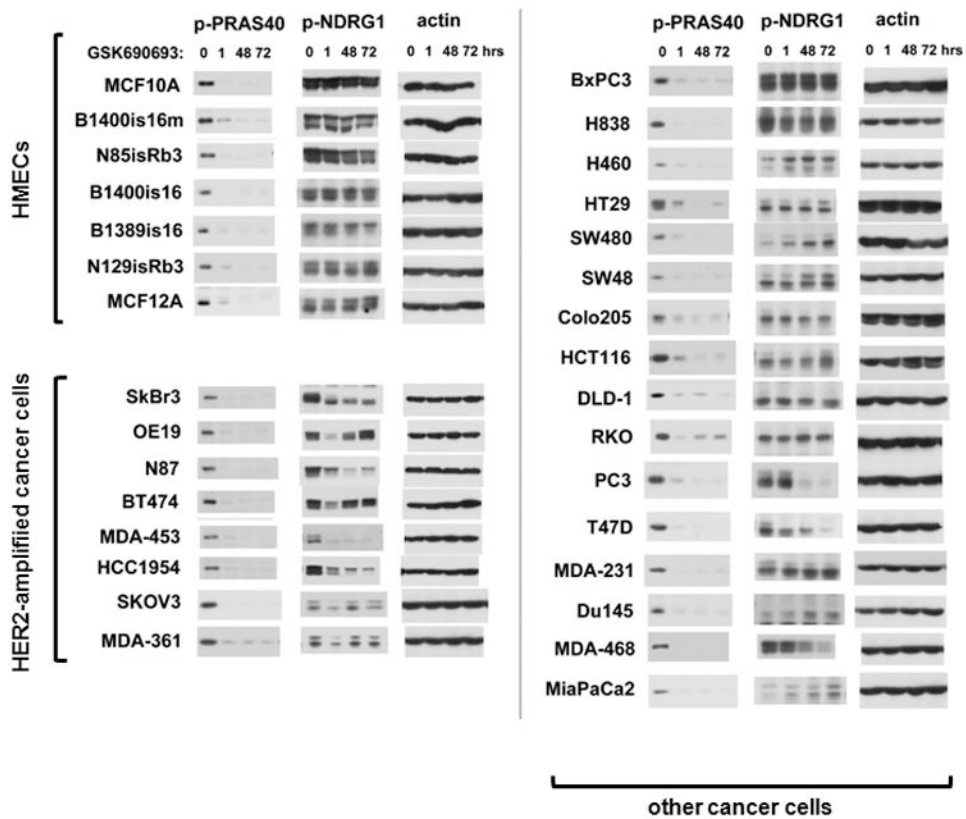 p-PRAS40 p-NDRG1 actin
GSK690693: 0 1 48 72 0 1 48 72 0 1 48 72 hrs
HMECs
MCF10A
B1400is16m
N85isRb3
B1400is16
B1389is16
N129isRb3
MCF12A
HER2-amplifiied cancer cells
SkBr3
OE19
N87
BT474
MDA-453
HCC1954
SKOV3
MDA-361
p-PRAS40 p-NDRG1 actin
0 1 48 72 0 1 48 72 0 1 48 72 hrs
BxPC3
H838
H460
HT29
SW480
SW48
Colo205
HCT116
DLD-1
RKO
PC3
T47D
MDA-231
Du145
MDA-468
MiaPaCa2
other cancer cells